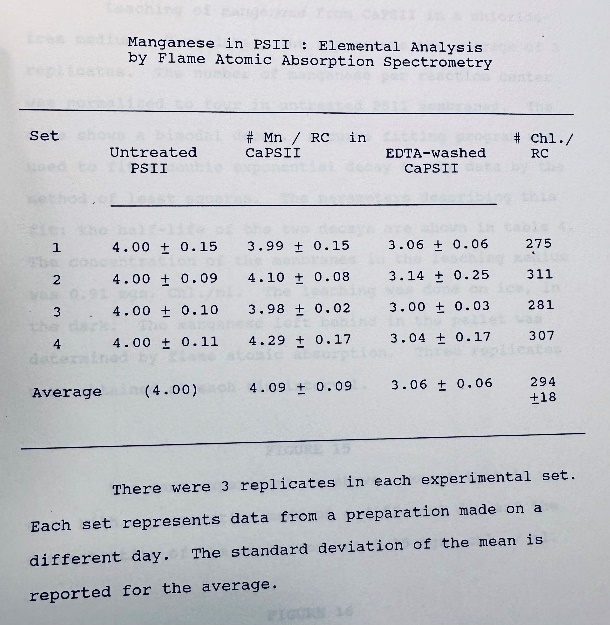 Manganese in PSII : Elemental Analysis
by Flame Atomic Absorption Spectrometry
Set # Mn / RC in # Chl./
Untreated CaPSII EDTA-washed RC
PSII CaPSII
1 4.00 ± 0.15 3.99 ± 0.15 3.06 ± 0.06 275
2 4.00 ± 0.09 4.10 ± 0.08 3.14 ± 0.25 311
3 4.00 ± 0.10 3.98 ± 0.02 3.00 ± 0.03 281
4 4.00 ± 0.11 4.29 ± 0.17 3.04 ± 0.17 307
Average (4.00) 4.09 ± 0.09 3.06 ± 0.06 294
±18
There were 3 replicates in each experimental set.
Each set represents data from a preparation made on a
different day. The standard deviation of the mean is
reported for the average.